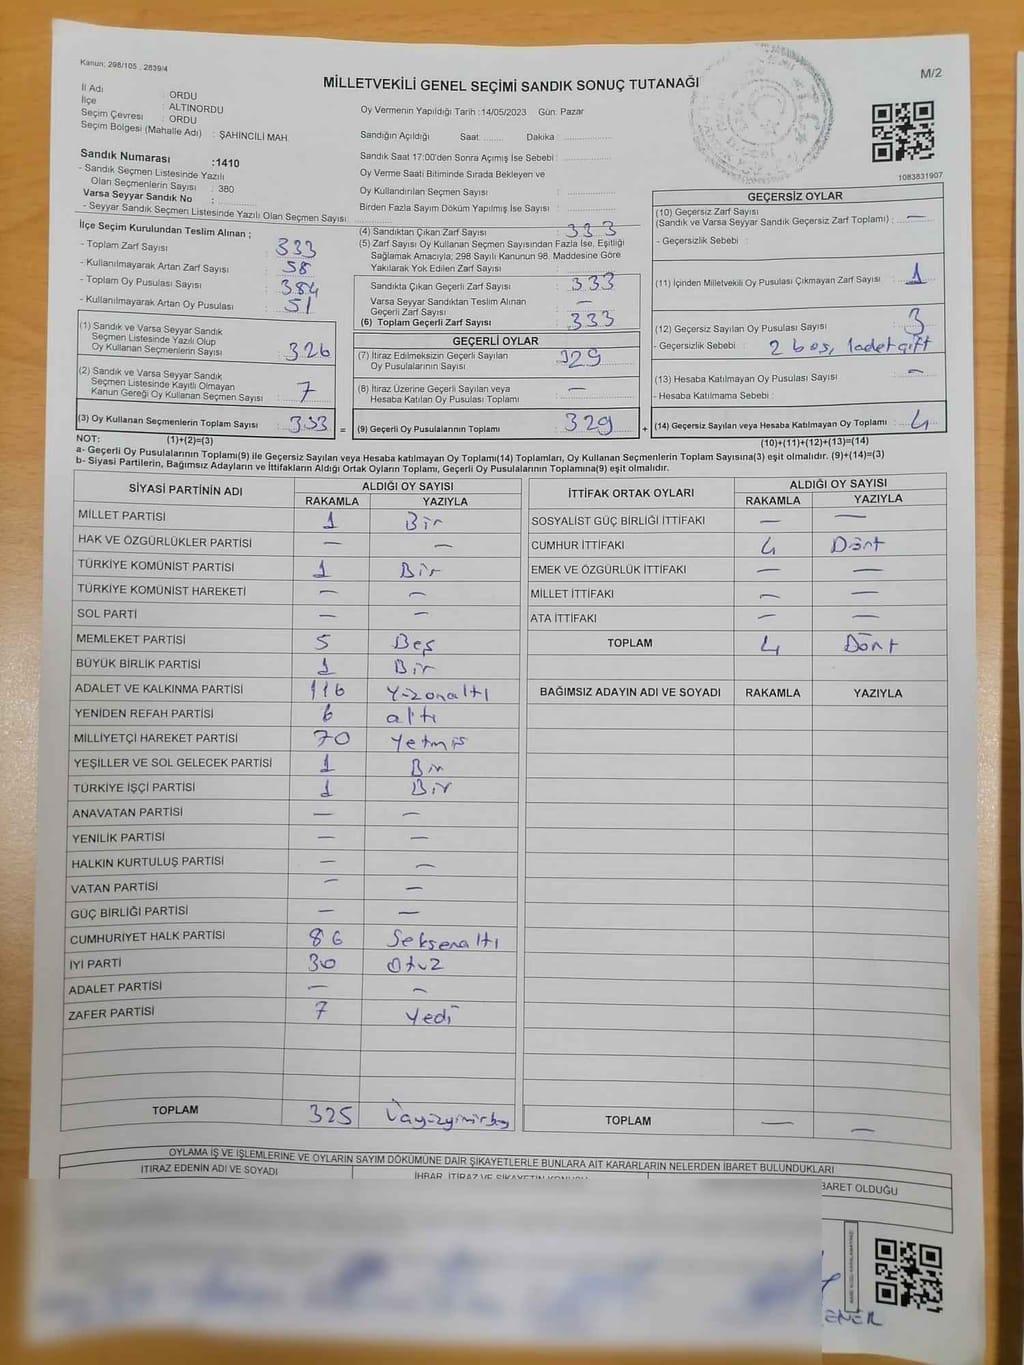 Kanun; 298/105 , 2839/4
MİLLETVEKİLİ GENEL SEÇİMİ SANDIK SONUÇ TUTANAĞI
M/2
İl Adı : ORDU
İlçe : ALTINORDU
Seçim Çevresi : ORDU
Seçim Bölgesi (Mahalle Adı) : ŞAHİNCİLİ MAH.
Sandık Numarası :1410
- Sandık Seçmen Listesinde Yazılı
Olan Seçmenlerin Sayısı : 380
Varsa Seyyar Sandık No :
- Seyyar Sandık Seçmen Listesinde Yazılı Olan Seçmen Sayısı
Oy Vermenin Yapıldığı Tarih : 14/05/2023 Gün: Pazar
Sandığın Açıldığı Saat: Dakika :
Sandık Saat 17:00'den Sonra Açımış İse Sebebi :
Oy Verme Saati Bitiminde Sırada Bekleyen ve
Oy Kullandırılan Seçmen Sayısı :
Birden Fazla Sayım Döküm Yapılmış İse Sayısı :
1083831907
İlçe Seçim Kurulundan Teslim Alınan ;
- Toplam Zarf Sayısı : 333
- Kullanılmayarak Artan Zarf Sayısı : 58
- Toplam Oy Pusulası Sayısı : 384
- Kullanılmayarak Artan Oy Pusulası : 51
(1) Sandık ve Varsa Seyyar Sandık
Seçmen Listesinde Yazılı Olup
Oy Kullanan Seçmenlerin Sayısı : 326
(2) Sandık ve Varsa Seyyar Sandık
Seçmen Listesinde Kayıtlı Olmayan
Kanun Gereği Oy Kullanan Seçmen Sayısı : 7
(3) Oy Kullanan Seçmenlerin Toplam Sayısı : 333
(4) Sandıktan Çıkan Zarf Sayısı : 333
(5) Zarf Sayısı Oy Kullanan Seçmen Sayısından Fazla İse, Eşitliği
Sağlamak Amacıyla; 298 Sayılı Kanunun 98. Maddesine Göre
Yakılarak Yok Edilen Zarf Sayısı :
Sandıkta Çıkan Geçerli Zarf Sayısı : 333
Varsa Seyyar Sandıktan Teslim Alınan
Geçerli Zarf Sayısı : —
(6) Toplam Geçerli Zarf Sayısı : 333
GEÇERLİ OYLAR
(7) İtiraz Edilmeksizin Geçerli Sayılan
Oy Pusulalarının Sayısı : 329
(8) İtiraz Üzerine Geçerli Sayılan veya
Hesaba Katılan Oy Pusulası Toplamı : —
= (9) Geçerli Oy Pusulalarının Toplamı : 329 +
GEÇERSİZ OYLAR
(10) Geçersiz Zarf Sayısı
(Sandık ve Varsa Seyyar Sandık Geçersiz Zarf Toplamı) : —
- Geçersizlik Sebebi :
(11) İçinden Milletvekili Oy Pusulası Çıkmayan Zarf Sayısı : 1
(12) Geçersiz Sayılan Oy Pusulası Sayısı : 3
- Geçersizlik Sebebi : 2 boş, 1 adet çift
(13) Hesaba Katılmayan Oy Pusulası Sayısı : —
- Hesaba Katılmama Sebebi :
(14) Geçersiz Sayılan veya Hesaba Katılmayan Oy Toplamı : 4
NOT: (1)+(2)=(3) (10)+(11)+(12)+(13)=(14)
a- Geçerli Oy Pusulalarının Toplamı(9) ile Geçersiz Sayılan veya Hesaba Katılmayan Oy Toplamı(14) Toplamları, Oy Kullanan Seçmenlerin Toplam Sayısına(3) eşit olmalıdır. (9)+(14)=(3)
b- Siyasi Partilerin, Bağımsız Adayların ve İttifakların Aldığı Ortak Oyların Toplamı, Geçerli Oy Pusulalarının Toplamına(9) eşit olmalıdır.
SİYASİ PARTİNİN ADI ALDIĞI OY SAYISI
RAKAMLA YAZIYLA
MİLLET PARTİSİ 1 Bir
HAK VE ÖZGÜRLÜKLER PARTİSİ — —
TÜRKİYE KOMÜNİST PARTİSİ 1 Bir
TÜRKİYE KOMÜNİST HAREKETİ — —
SOL PARTİ — —
MEMLEKET PARTİSİ 5 Beş
BÜYÜK BİRLİK PARTİSİ 1 Bir
ADALET VE KALKINMA PARTİSİ 116 Yüzonaltı
YENİDEN REFAH PARTİSİ 6 altı
MİLLİYETÇİ HAREKET PARTİSİ 70 Yetmiş
YEŞİLLER VE SOL GELECEK PARTİSİ 1 Bir
TÜRKİYE İŞÇİ PARTİSİ 1 Bir
ANAVATAN PARTİSİ — —
YENİLİK PARTİSİ — —
HALKIN KURTULUŞ PARTİSİ — —
VATAN PARTİSİ — —
GÜÇ BİRLİĞİ PARTİSİ — —
CUMHURİYET HALK PARTİSİ 86 Seksenaltı
İYİ PARTİ 30 Otuz
ADALET PARTİSİ — —
ZAFER PARTİSİ 7 Yedi
TOPLAM 325
İTTİFAK ORTAK OYLARI ALDIĞI OY SAYISI
RAKAMLA YAZIYLA
SOSYALİST GÜÇ BİRLİĞİ İTTİFAKI — —
CUMHUR İTTİFAKI 4 Dört
EMEK VE ÖZGÜRLÜK İTTİFAKI — —
MİLLET İTTİFAKI — —
ATA İTTİFAKI — —
TOPLAM 4 Dört
BAĞIMSIZ ADAYIN ADI VE SOYADI RAKAMLA YAZIYLA
TOPLAM — —
OYLAMA İŞ VE İŞLEMLERİNE VE OYLARIN SAYIM DÖKÜMÜNE DAİR ŞİKAYETLERLE BUNLARA AİT KARARLARIN NELERDEN İBARET BULUNDUKLARI
İTİRAZ EDENİN ADI VE SOYADI İHBAR, İTİRAZ VE ŞİKAYETİN KONUSU BARET OLDUĞU